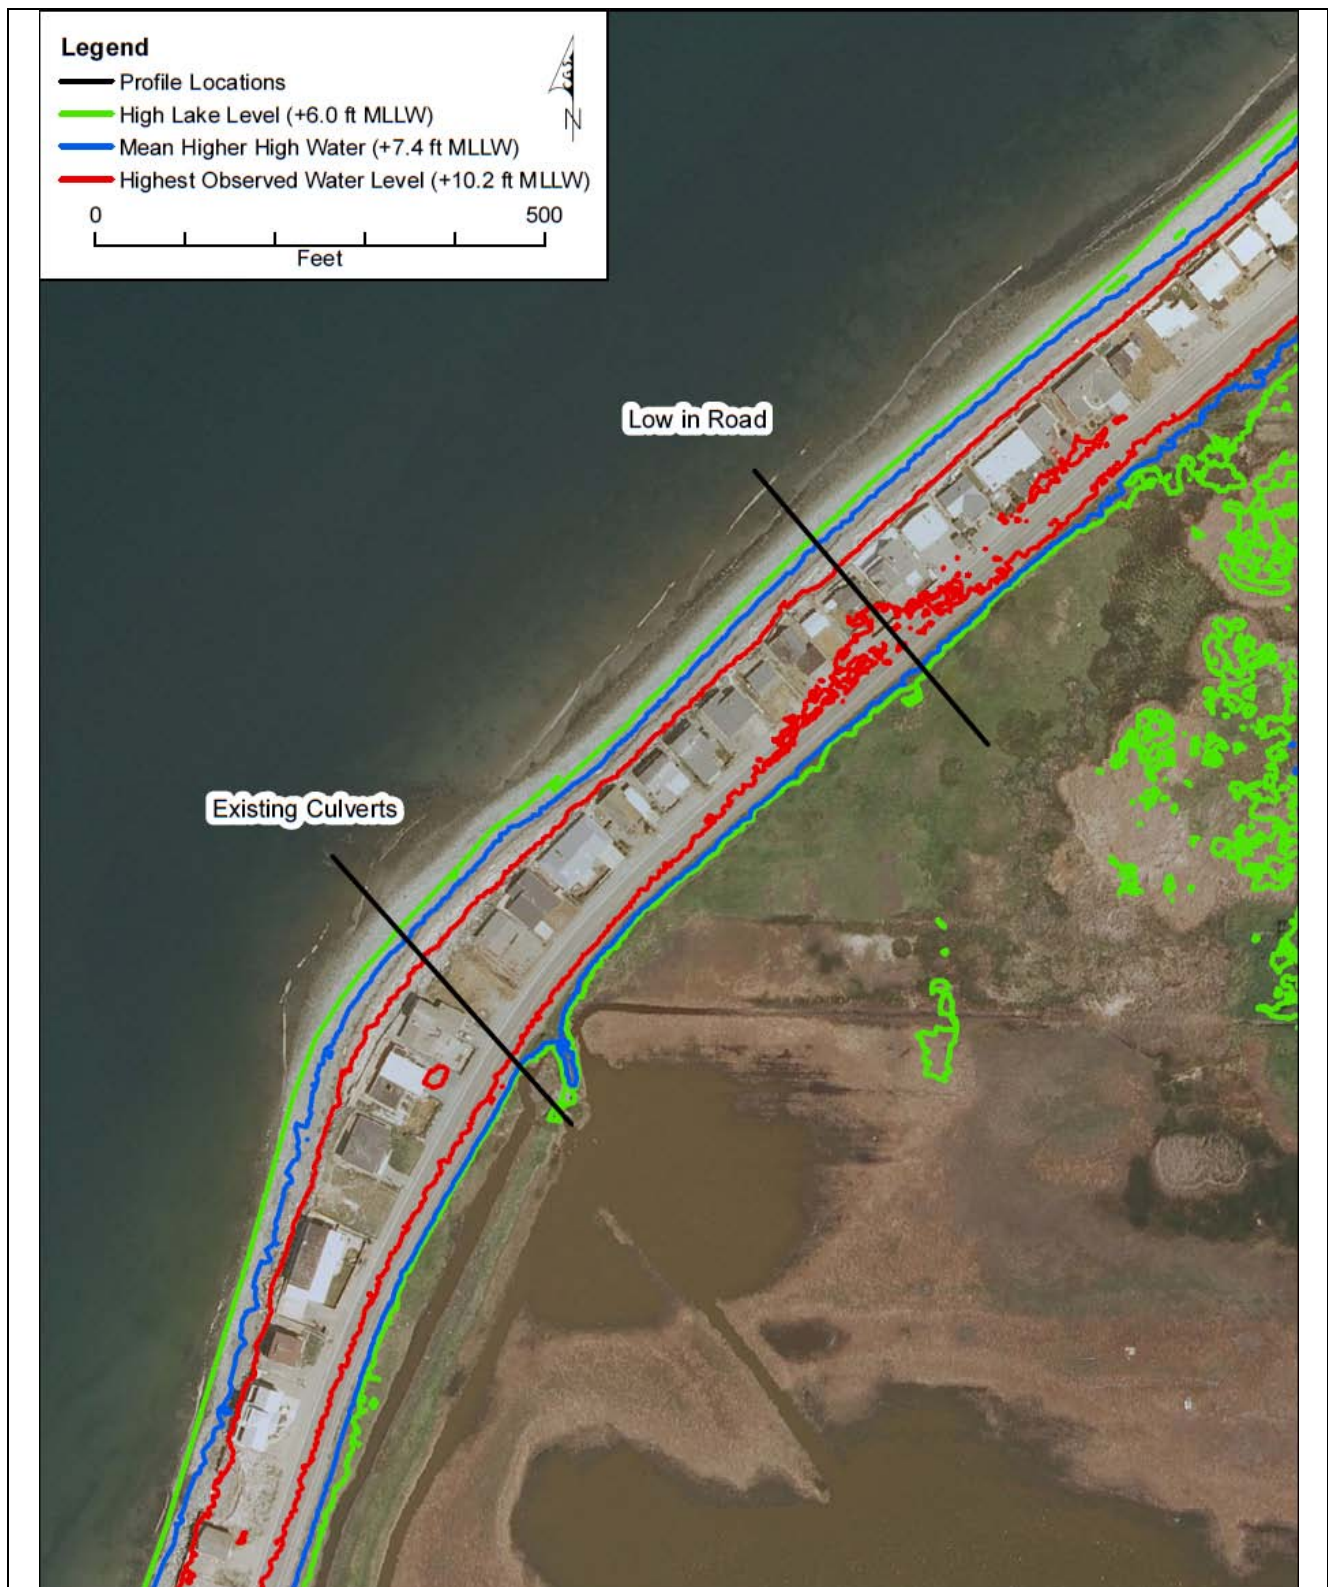 Legend
Profile Locations
High Lake Level (+6.0 ft MLLW)
Mean Higher High Water (+7.4 ft MLLW)
Highest Observed Water Level (+10.2 ft MLLW)
N
0 500
Feet
Low in Road
Existing Culverts